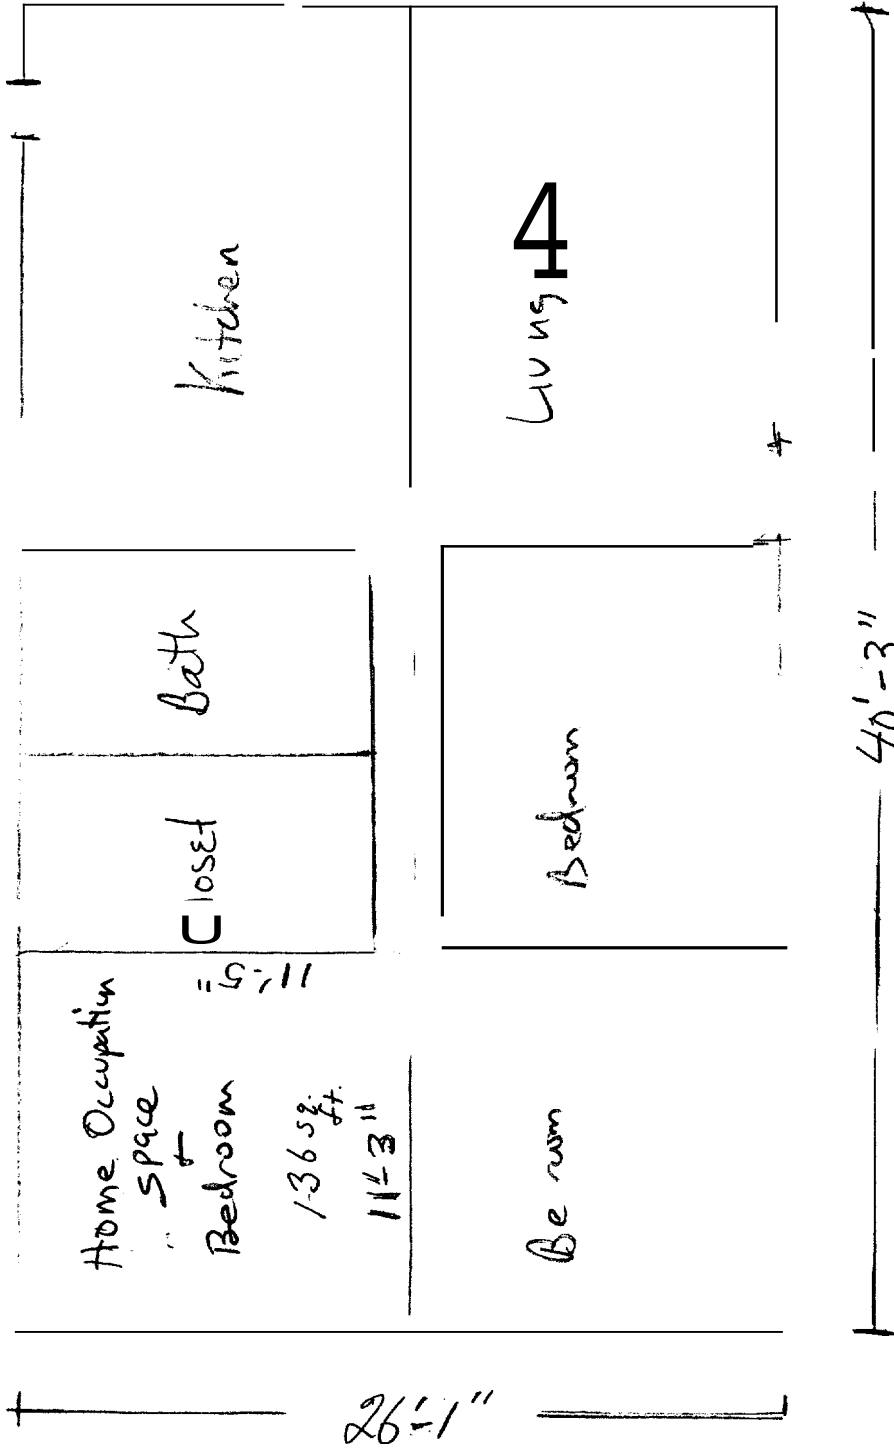 Kitchen
Living
4
Bath
Closet
Bedroom
Home Occupation
Space
+
Bedroom
136 sq. ft.
11'-5"
11'-3"
Be room
40'-3"
26'-1"